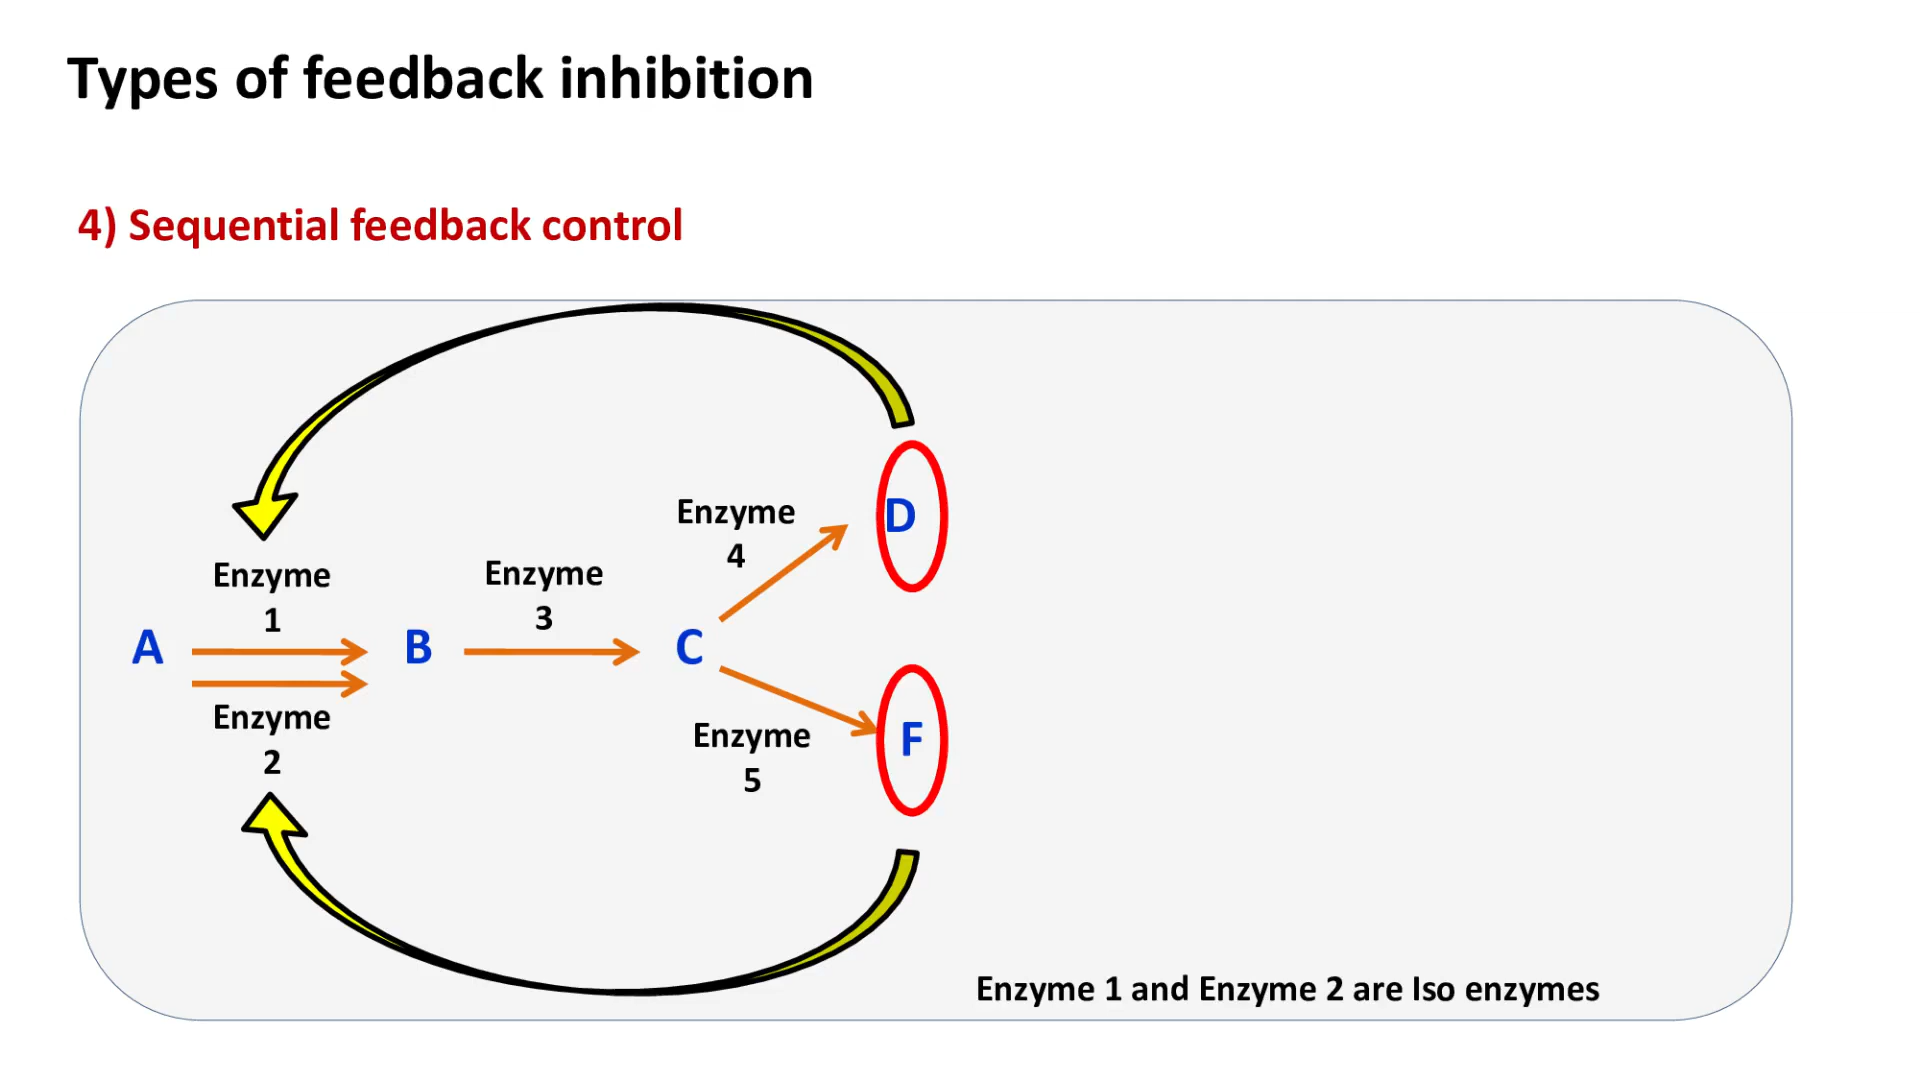 Types of feedback inhibition
4) Sequential feedback control
Enzyme
4
D
Enzyme
1
Enzyme
3
A
B
C
Enzyme
2
Enzyme
5
F
Enzyme 1 and Enzyme 2 are Iso enzymes